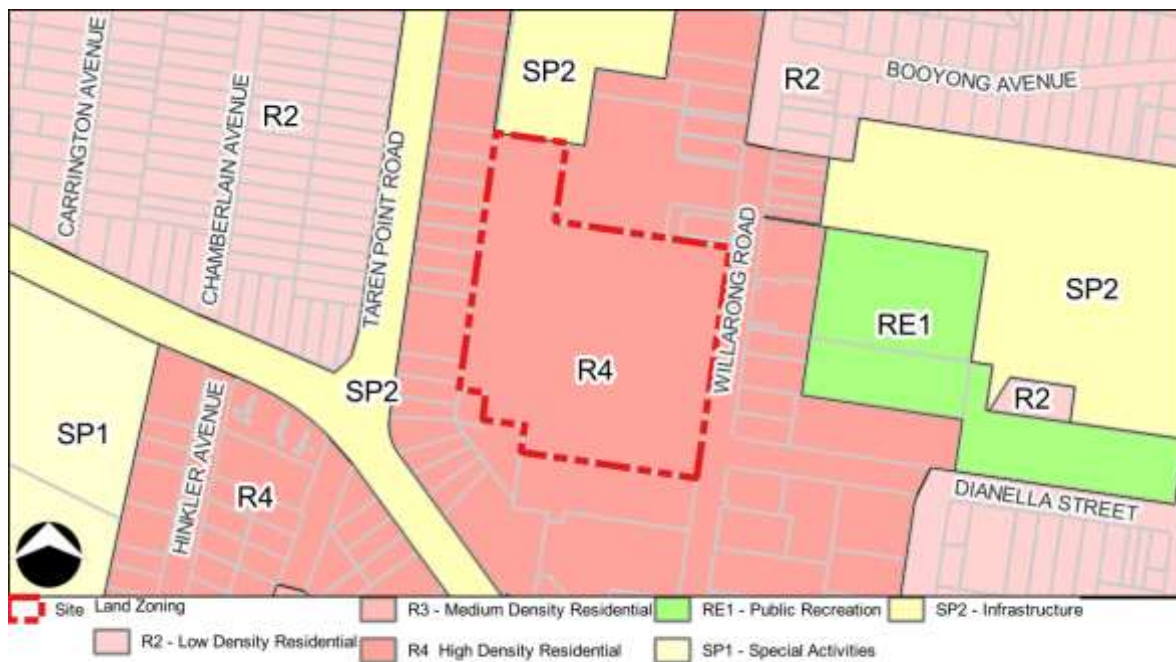 SP2
R2
BOOYONG AVENUE
R2
CARRINGTON AVENUE
CHAMBERLAIN AVENUE
TAREN POINT ROAD
WILLARONG ROAD
SP2
RE1
R4
SP2
R2
SP1
HINKLER AVENUE
R4
DIANELLA STREET
Site Land Zoning
R3 - Medium Density Residential
RE1 - Public Recreation
SP2 - Infrastructure
R2 - Low Density Residential
R4 High Density Residential
SP1 - Special Activities